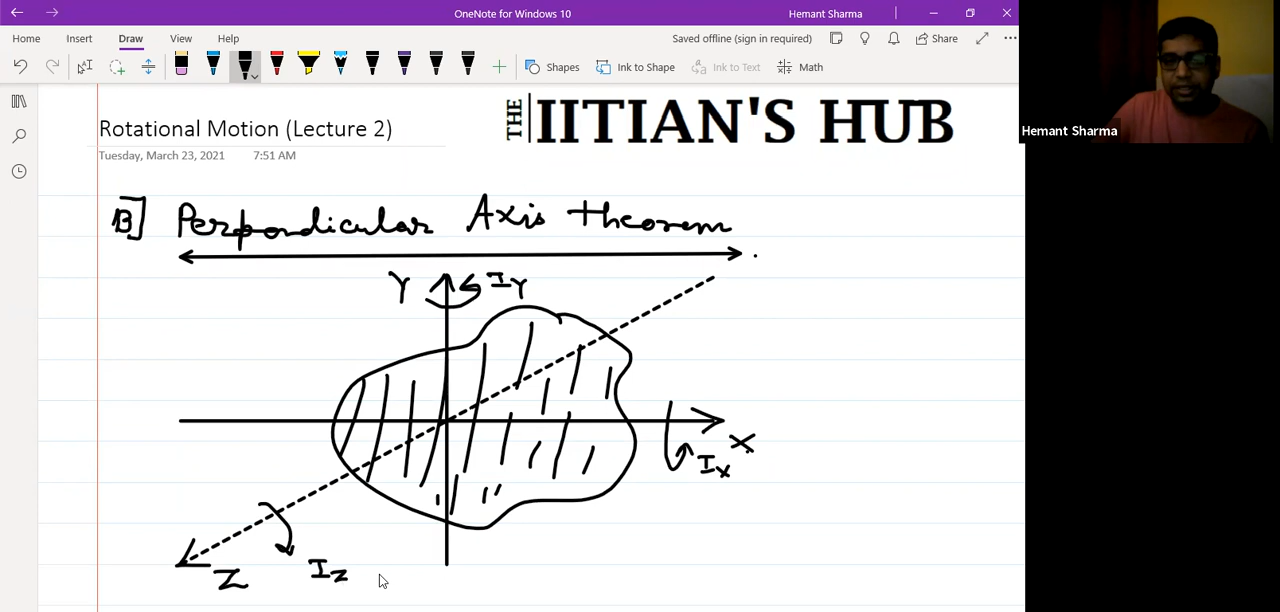 OneNote for Windows 10
Hemant Sharma
Home Insert Draw View Help
Saved offline (sign in required)
Share
Shapes
Ink to Shape
Ink to Text
Math
THE IITIAN'S HUB
Hemant Sharma
Rotational Motion (Lecture 2)
Tuesday, March 23, 2021 7:51 AM
B] Perpendicular Axis theorem
Y IY
X
Ix
Z Iz